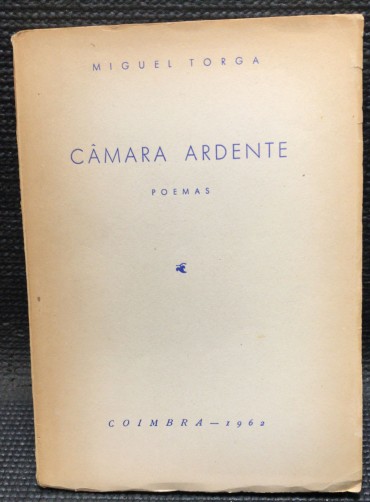 MIGUEL TORGA
CÂMARA ARDENTE
POEMAS
COIMBRA — 1962